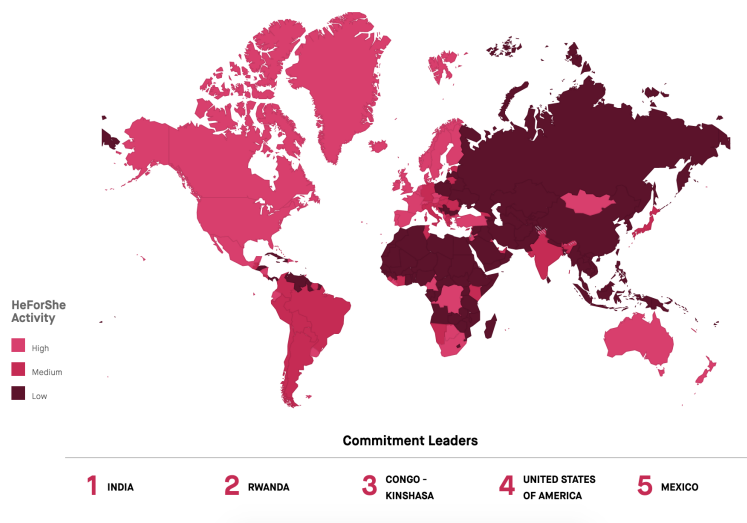 HeForShe
Activity
High
Medium
Low
Commitment Leaders
1 INDIA
2 RWANDA
3 CONGO -
KINSHASA
4 UNITED STATES
OF AMERICA
5 MEXICO